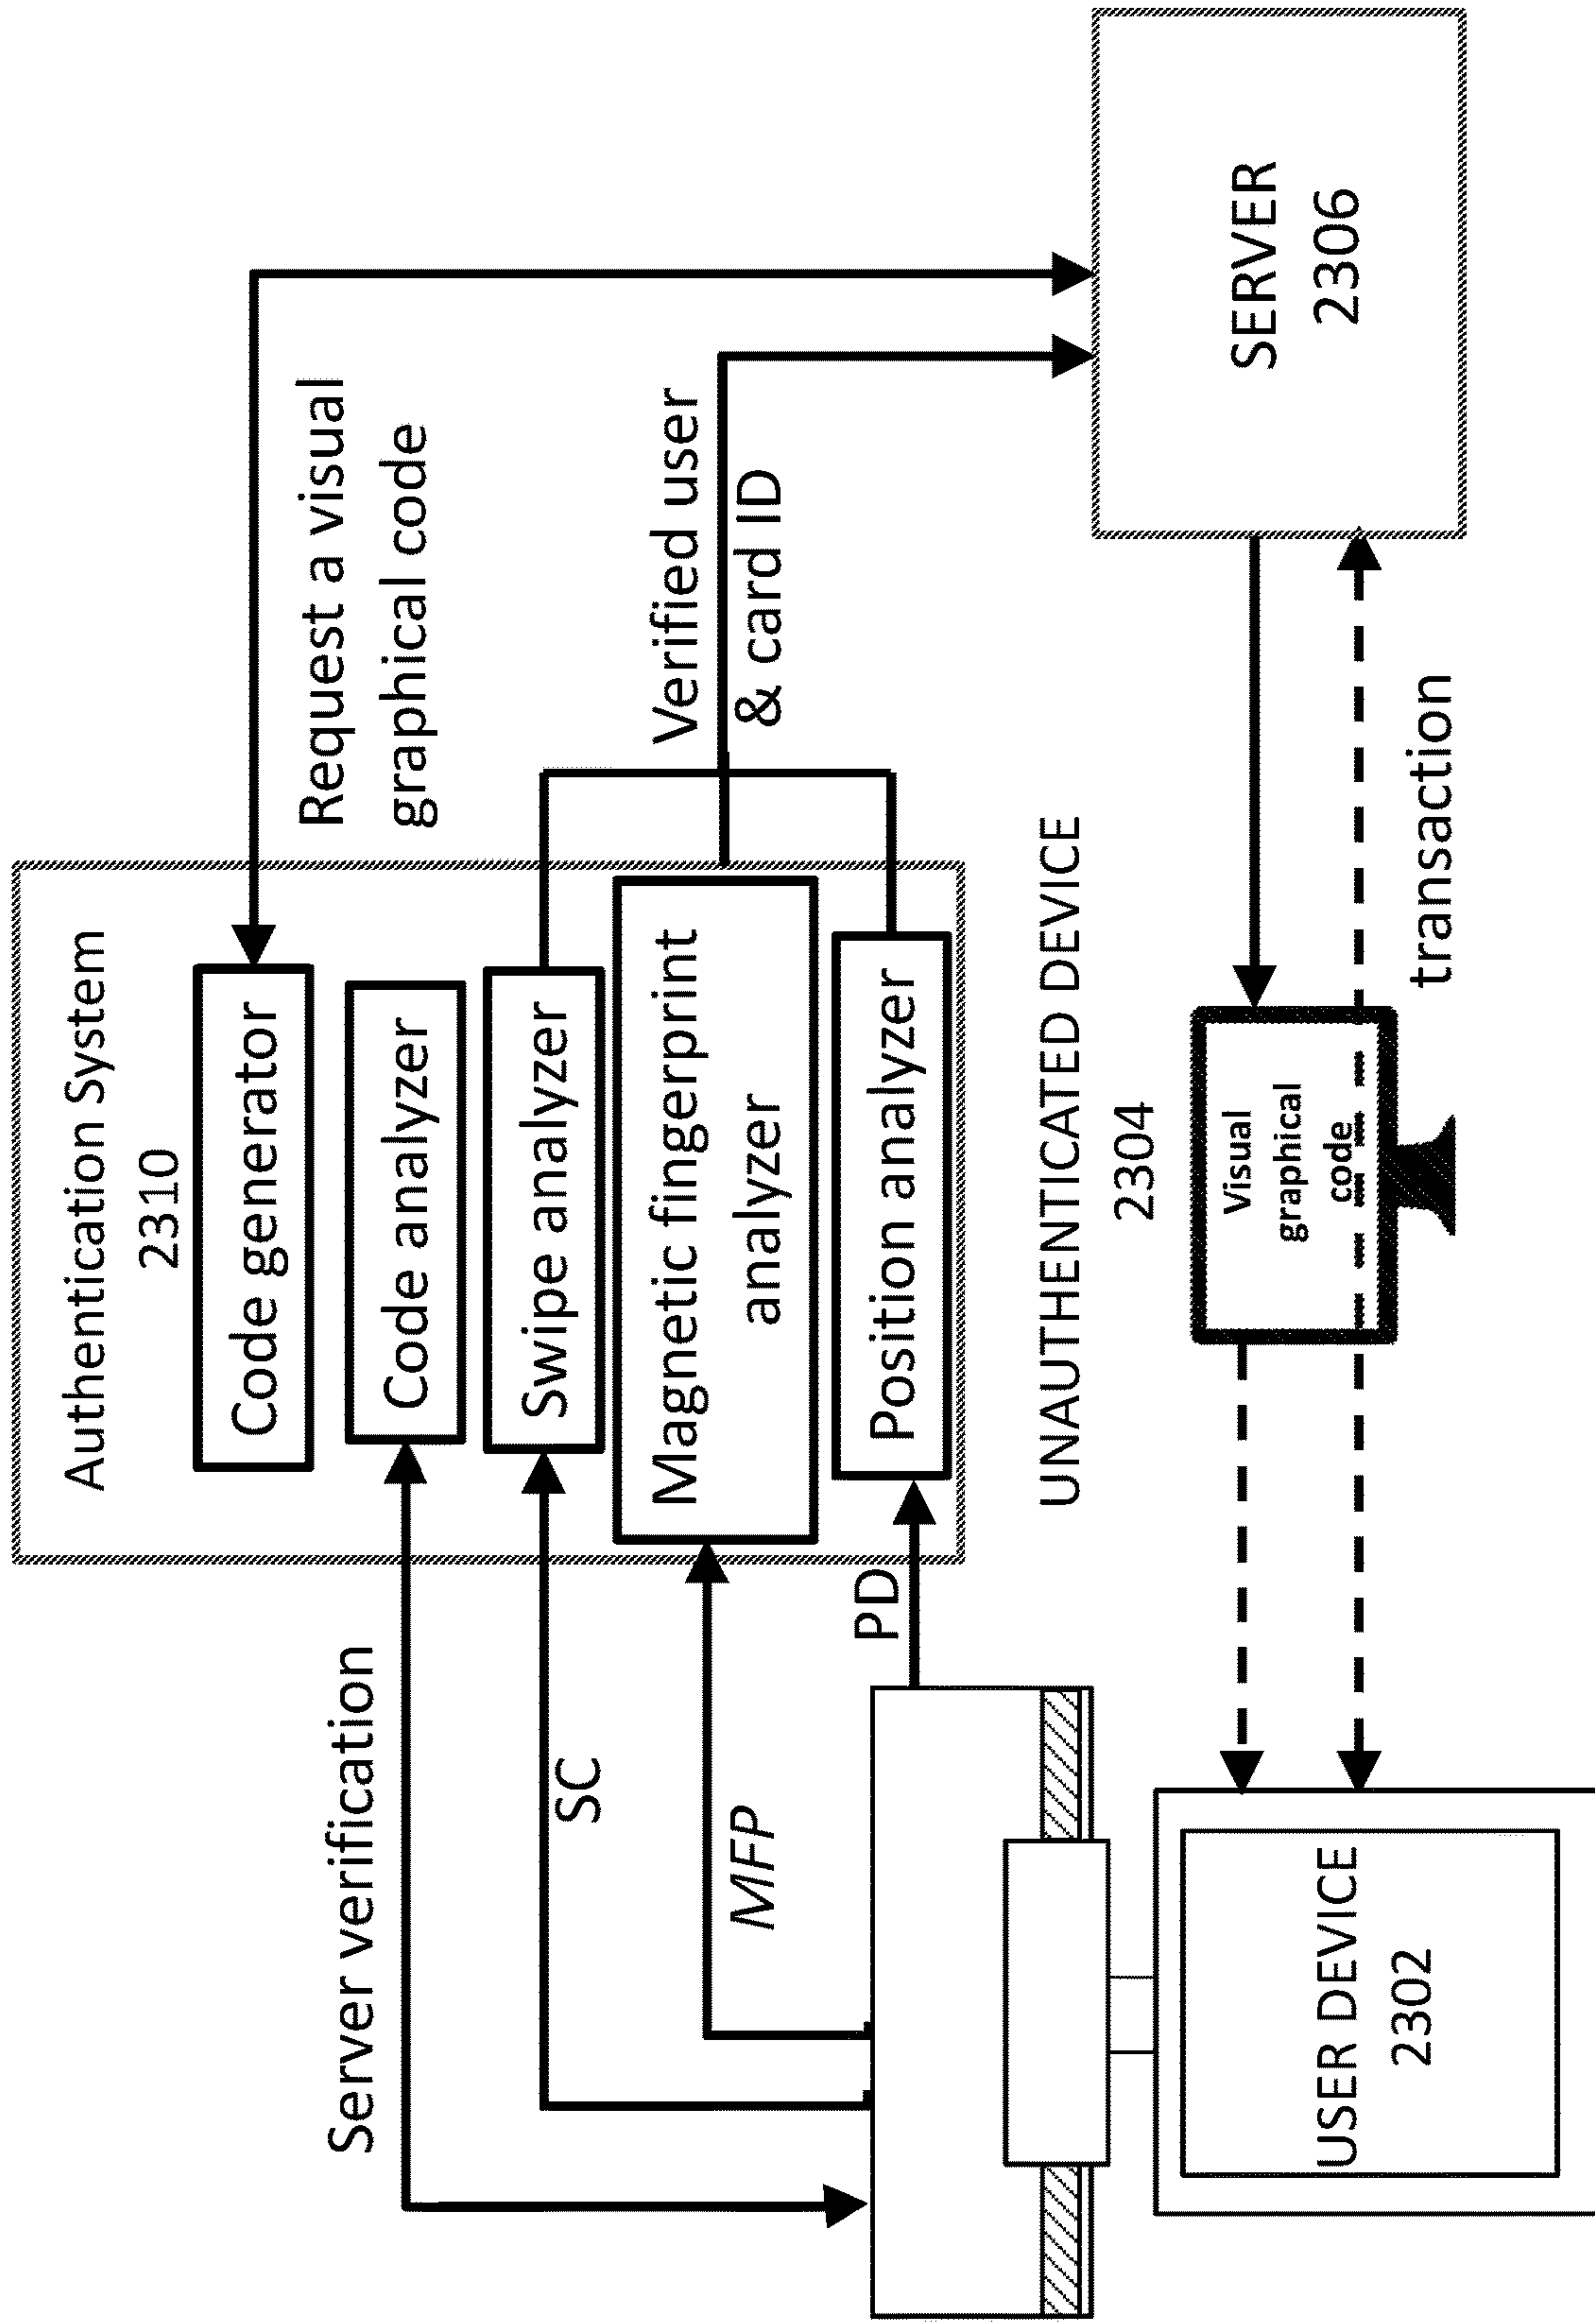 Authentication System
2310
Code generator
Code analyzer
Swipe analyzer
Magnetic fingerprint
analyzer
Position analyzer
Request a visual
graphical code
Verified user
& card ID
Server verification
SC
MFP
PD
UNAUTHENTICATED DEVICE
2304
Visual
graphical
code
transaction
SERVER
2306
USER DEVICE
2302